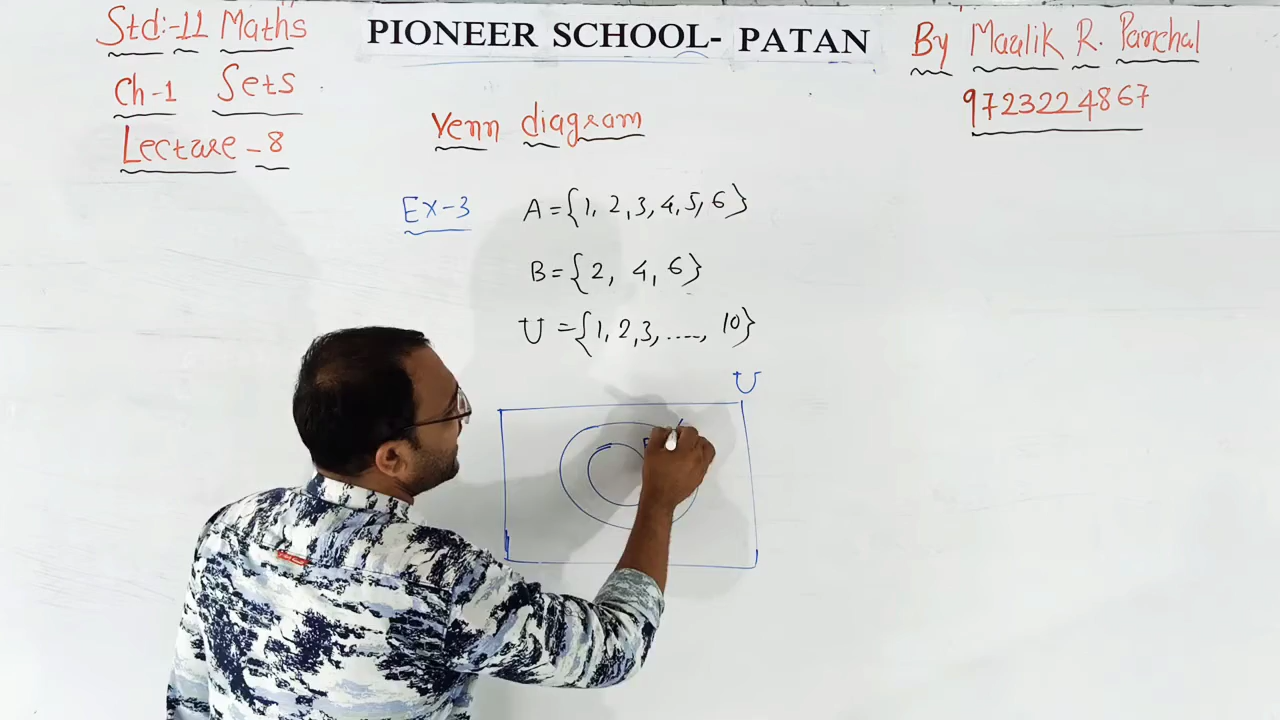 Std:-11 Maths
Ch-1 Sets
Lecture-8
PIONEER SCHOOL- PATAN
By Maulik R. Panchal
9723224867
Venn diagram
Ex-3 A={1, 2, 3, 4, 5, 6}
B={2, 4, 6}
U={1, 2, 3, ...., 10}
U